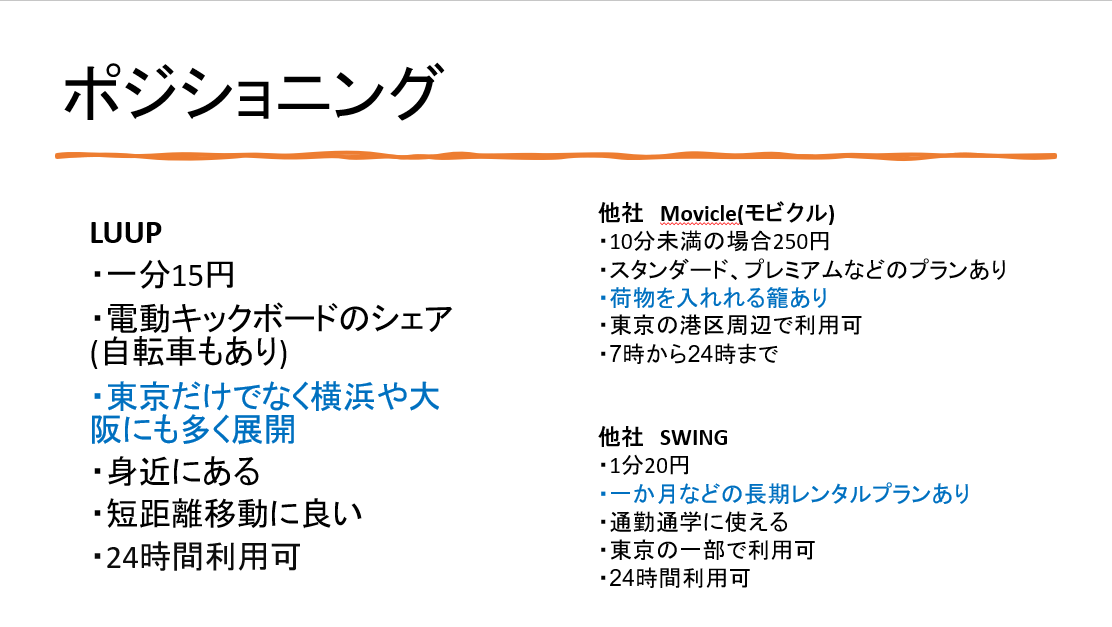 ポジショニング
LUUP
・一分15円
・電動キックボードのシェア
(自転車もあり)
・東京だけでなく横浜や大
阪にも多く展開
・身近にある
・短距離移動に良い
・24時間利用可
他社　Movicle(モビクル)
・10分未満の場合250円
・スタンダード、プレミアムなどのプランあり
・荷物を入れれる籠あり
・東京の港区周辺で利用可
・7時から24時まで
他社　SWING
・1分20円
・一か月などの長期レンタルプランあり
・通勤通学に使える
・東京の一部で利用可
・24時間利用可